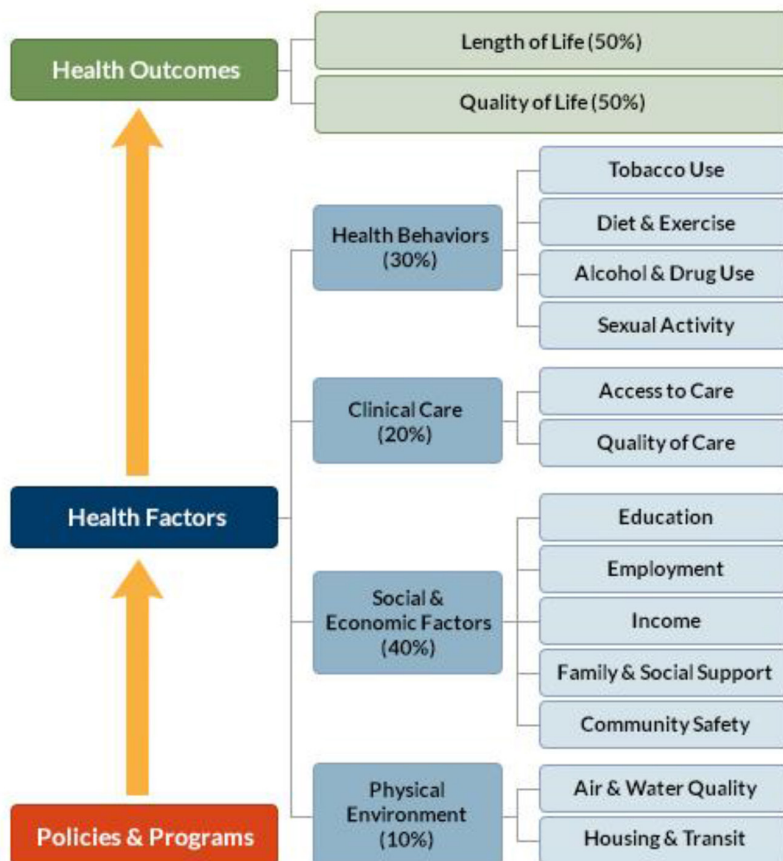 Health Outcomes
Length of Life (50%)
Quality of Life (50%)
Health Factors
Health Behaviors
(30%)
Tobacco Use
Diet & Exercise
Alcohol & Drug Use
Sexual Activity
Clinical Care
(20%)
Access to Care
Quality of Care
Social &
Economic Factors
(40%)
Education
Employment
Income
Family & Social Support
Community Safety
Physical
Environment
(10%)
Air & Water Quality
Housing & Transit
Policies & Programs